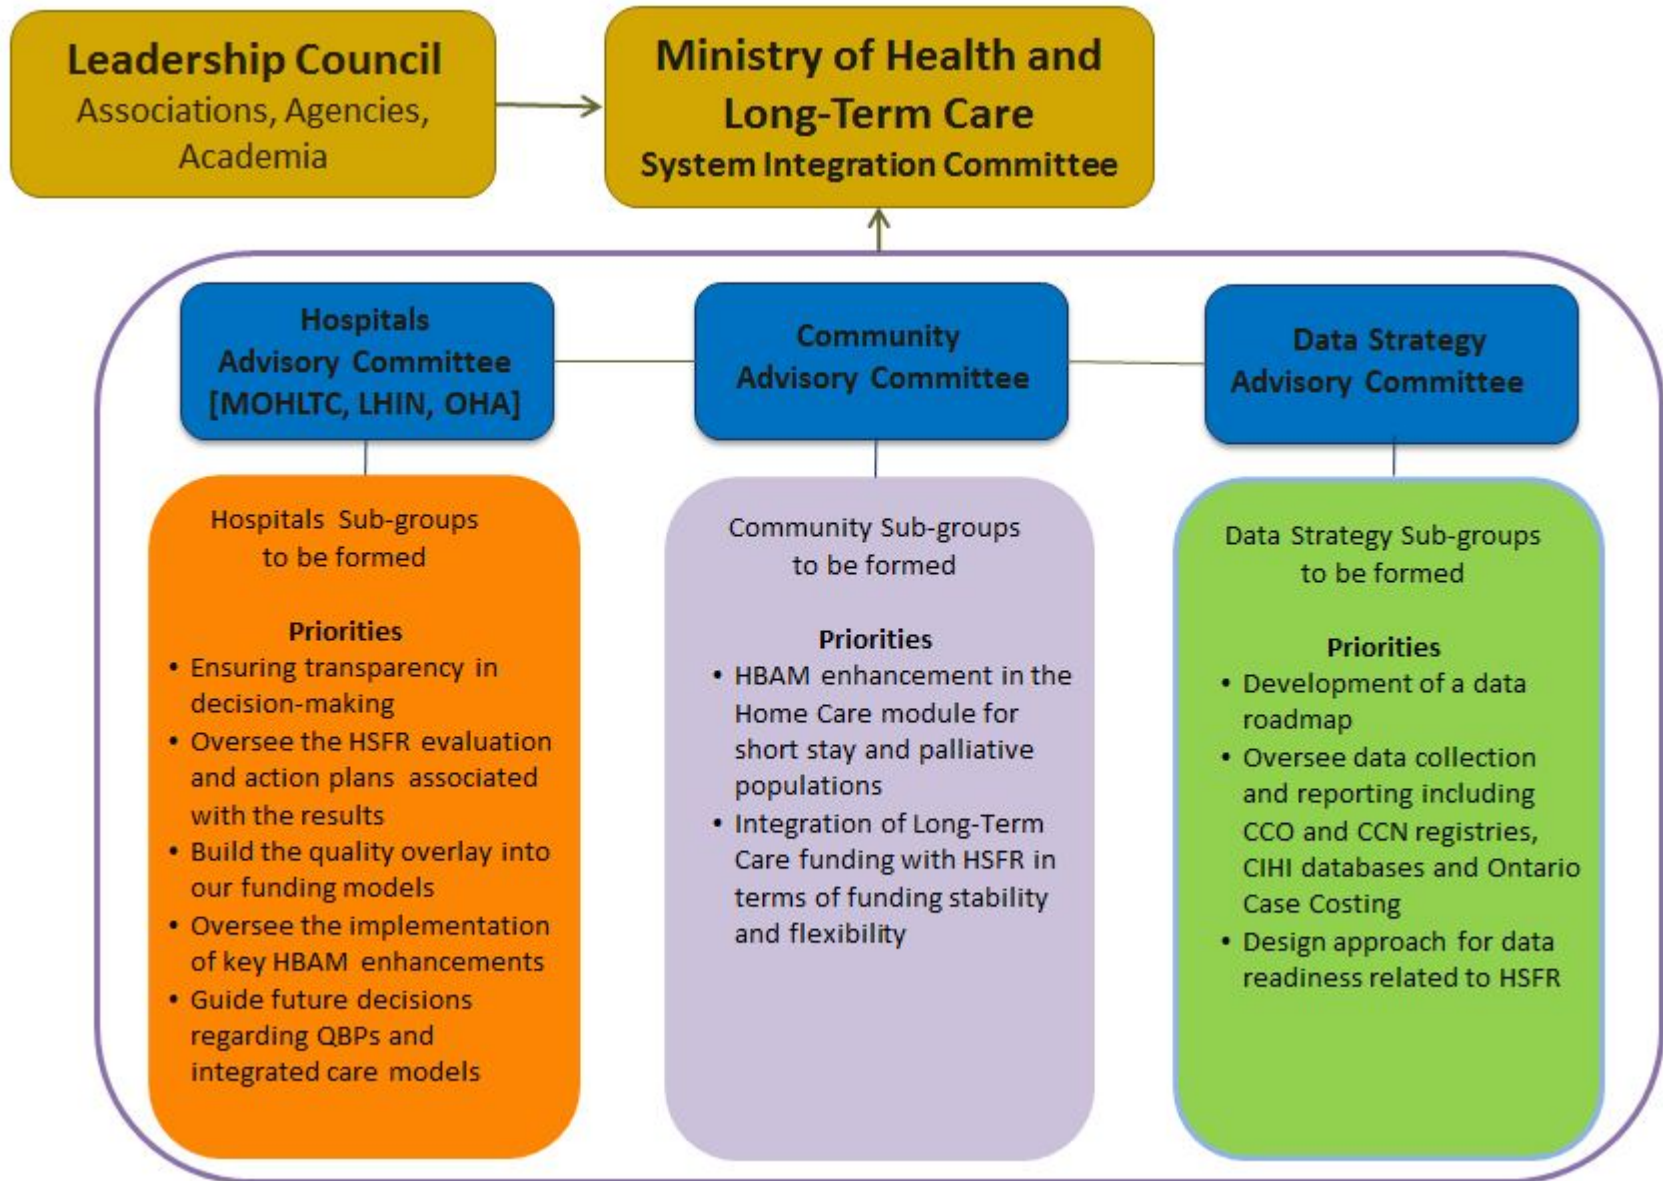 Leadership Council
Associations, Agencies,
Academia
Ministry of Health and
Long-Term Care
System Integration Committee
Hospitals
Advisory Committee
[MOHLTC, LHIN, OHA]
Community
Advisory Committee
Data Strategy
Advisory Committee
Hospitals Sub-groups
to be formed
Priorities
• Ensuring transparency in
decision-making
• Oversee the HSFR evaluation
and action plans associated
with the results
• Build the quality overlay into
our funding models
• Oversee the implementation
of key HBAM enhancements
• Guide future decisions
regarding QBPs and
integrated care models
Community Sub-groups
to be formed
Priorities
• HBAM enhancement in the
Home Care module for
short stay and palliative
populations
• Integration of Long-Term
Care funding with HSFR in
terms of funding stability
and flexibility
Data Strategy Sub-groups
to be formed
Priorities
• Development of a data
roadmap
• Oversee data collection
and reporting including
CCO and CCN registries,
CIHI databases and Ontario
Case Costing
• Design approach for data
readiness related to HSFR